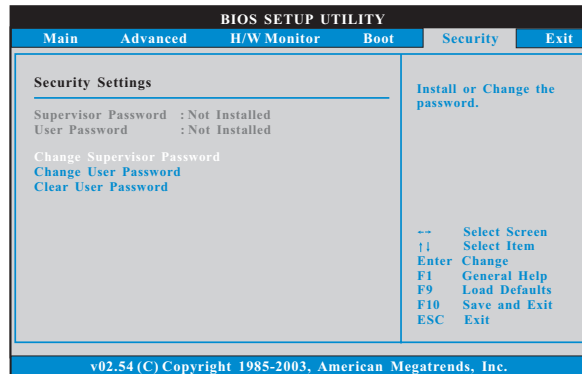 BIOS SETUP UTILITY
Main Advanced H/W Monitor Boot Security Exit
Security Settings
Supervisor Password : Not Installed
User Password : Not Installed
Change Supervisor Password
Change User Password
Clear User Password
Install or Change the
password.
←→ Select Screen
↑↓ Select Item
Enter Change
F1 General Help
F9 Load Defaults
F10 Save and Exit
ESC Exit
v02.54 (C) Copyright 1985-2003, American Megatrends, Inc.